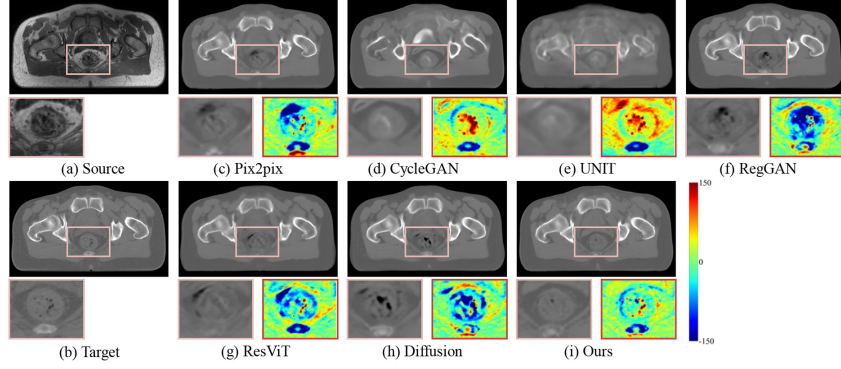 (a) Source
(c) Pix2pix
(d) CycleGAN
(e) UNIT
(f) RegGAN
150
0
-150
(b) Target
(g) ResViT
(h) Diffusion
(i) Ours